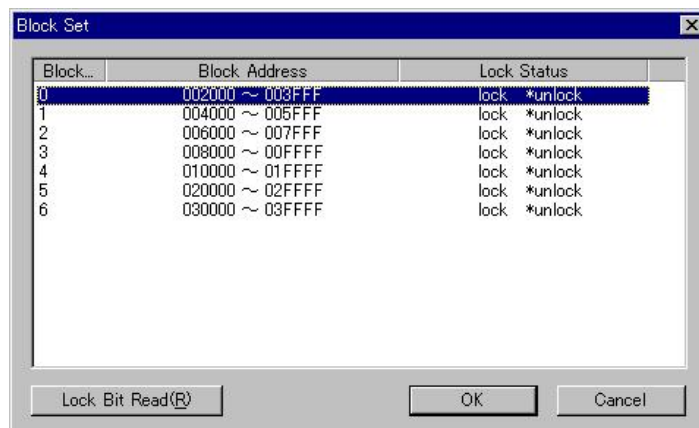 Block Set
Block... Block Address Lock Status
0 002000 ～ 003FFF lock *unlock
1 004000 ～ 005FFF lock *unlock
2 006000 ～ 007FFF lock *unlock
3 008000 ～ 00FFFF lock *unlock
4 010000 ～ 01FFFF lock *unlock
5 020000 ～ 02FFFF lock *unlock
6 030000 ～ 03FFFF lock *unlock
Lock Bit Read(R) OK Cancel